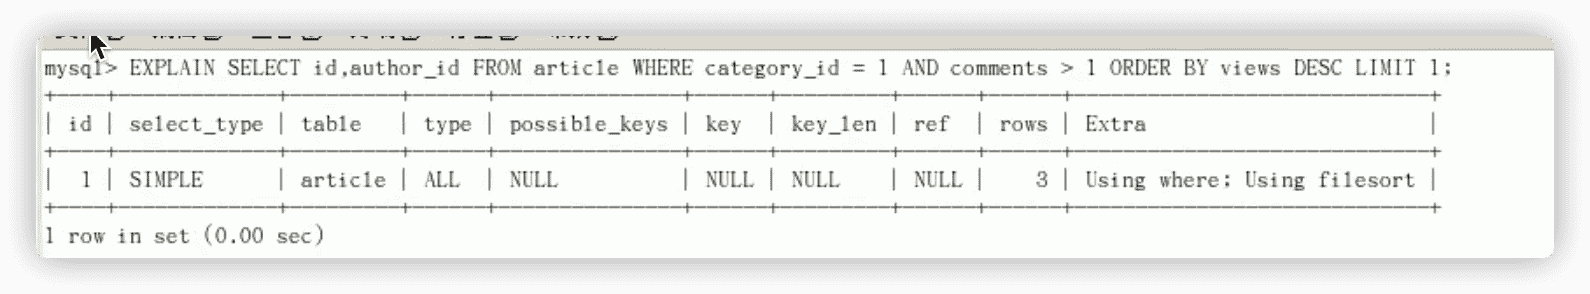 mysql> EXPLAIN SELECT id,author_id FROM article WHERE category_id = 1 AND comments > 1 ORDER BY views DESC LIMIT 1;
| id | select_type | table | type | possible_keys | key | key_len | ref | rows | Extra |
| 1 | SIMPLE | article | ALL | NULL | NULL | NULL | NULL | 3 | Using where; Using filesort |
1 row in set (0.00 sec)